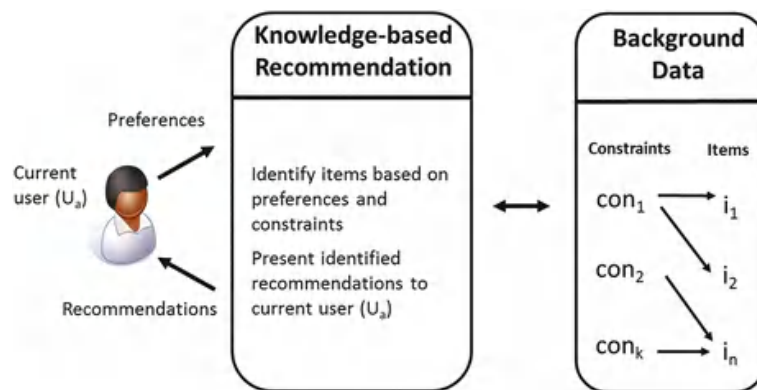 Knowledge-based
Recommendation
Preferences
Current
user (Uₐ)
Recommendations
Identify items based on
preferences and
constraints
Present identified
recommendations to
current user (Uₐ)
Background
Data
Constraints Items
con₁ i₁
i₂
con₂
conₖ iₙ